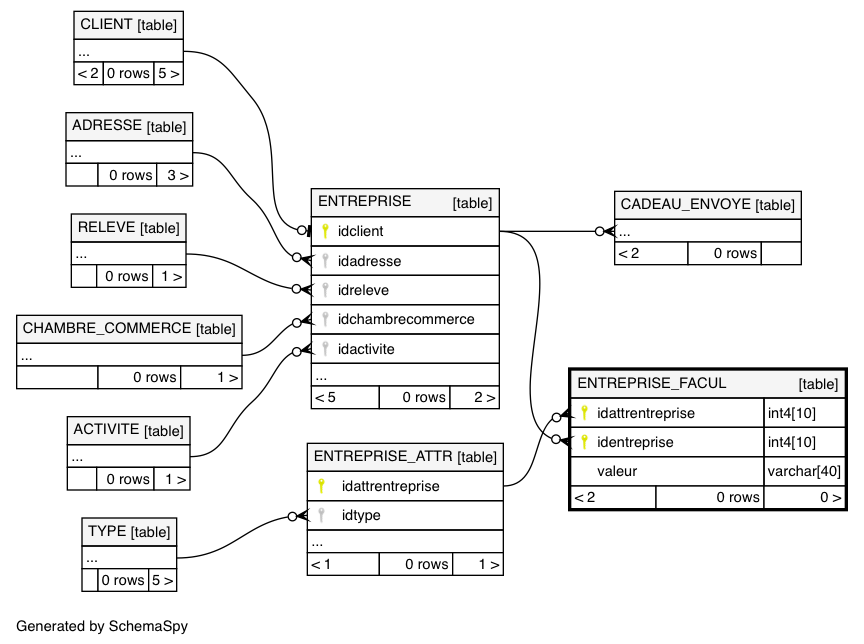 CLIENT [table]
...
< 2 0 rows 5 >
ADRESSE [table]
...
0 rows 3 >
RELEVE [table]
...
0 rows 1 >
CHAMBRE_COMMERCE [table]
...
0 rows 1 >
ACTIVITE [table]
...
0 rows 1 >
TYPE [table]
...
0 rows 5 >
ENTREPRISE [table]
idclient
idadresse
idreleve
idchambrecommerce
idactivite
...
< 5 0 rows 2 >
ENTREPRISE_ATTR [table]
idattrentreprise
idtype
...
< 1 0 rows 1 >
CADEAU_ENVOYE [table]
...
< 2 0 rows
ENTREPRISE_FACUL [table]
idattrentreprise int4[10]
identreprise int4[10]
valeur varchar[40]
< 2 0 rows 0 >
Generated by SchemaSpy